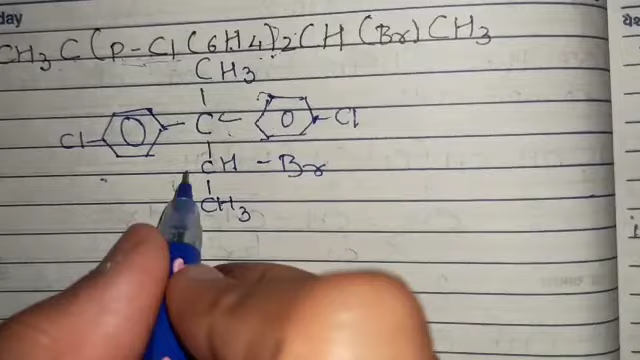 day
CH3 C (p-Cl C6H4)2 CH (Br) CH3
CH3
Cl C Cl
CH - Br
CH3